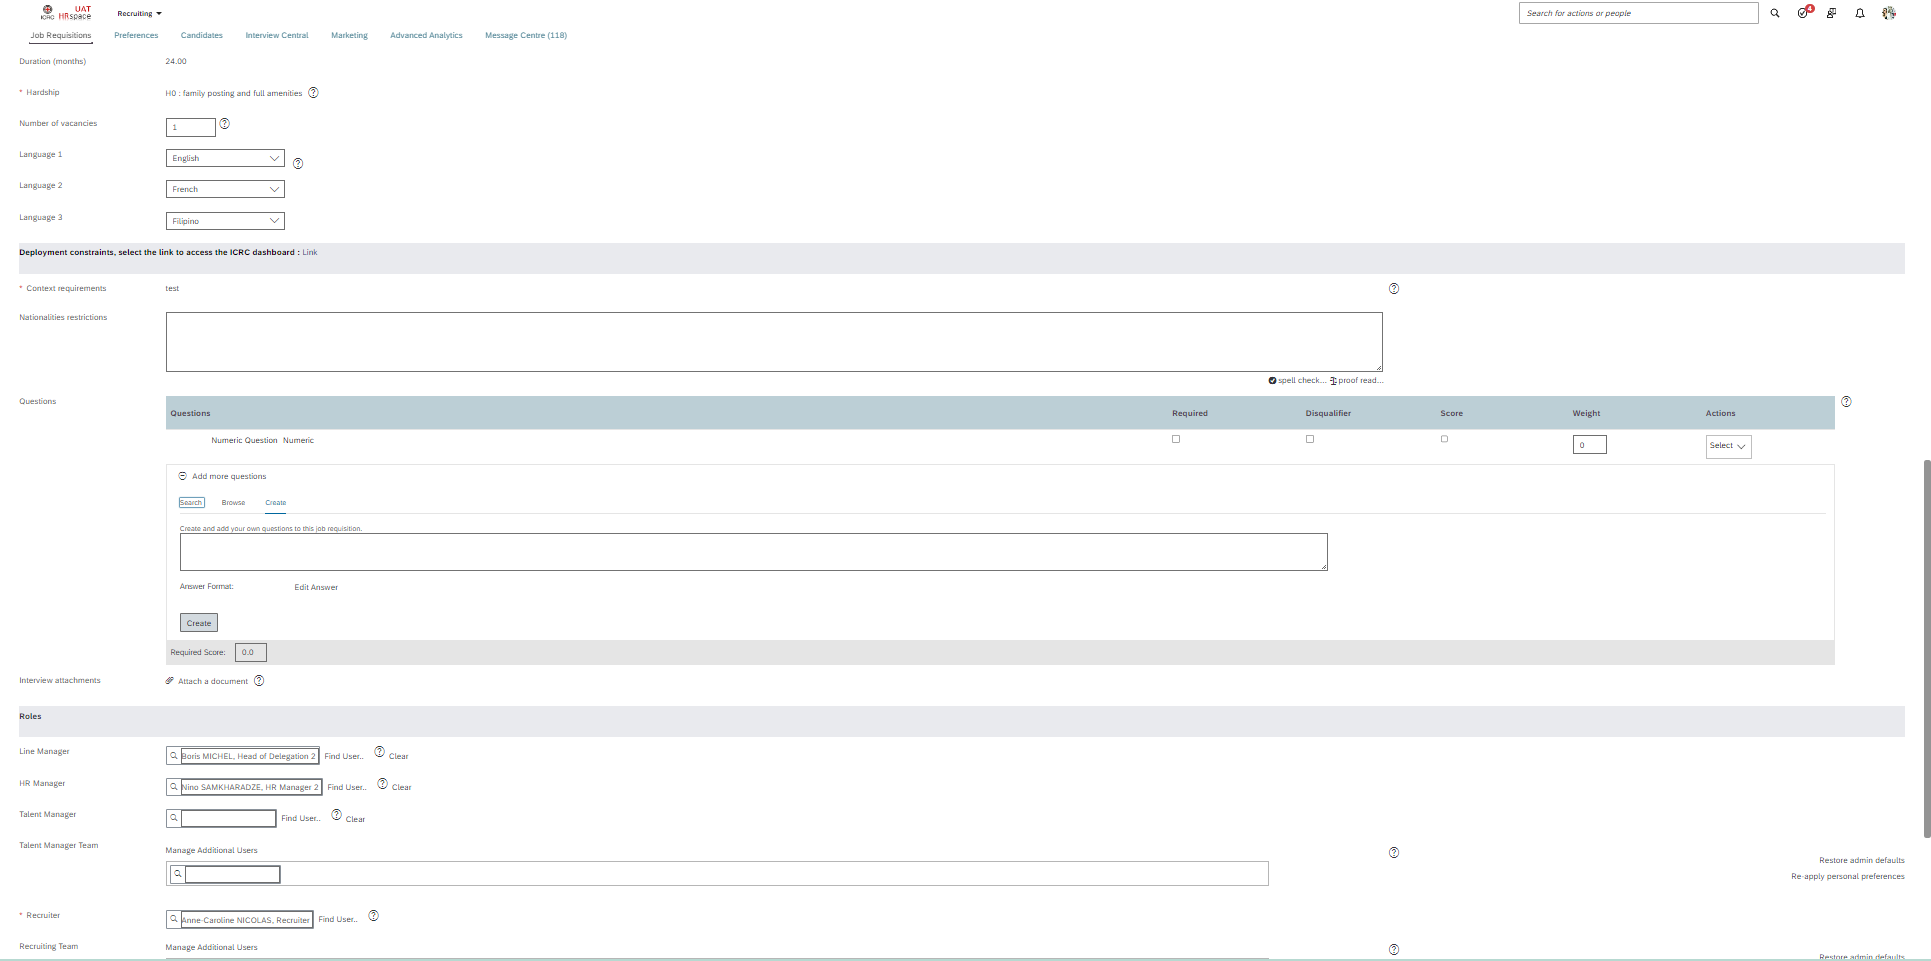 ICRC UAT HRspace Recruiting Search for actions or people 4
Job Requisitions Preferences Candidates Interview Central Marketing Advanced Analytics Message Centre (118)
Duration (months) 24.00
* Hardship H0 : family posting and full amenities
Number of vacancies 1
Language 1 English
Language 2 French
Language 3 Filipino
Deployment constraints, select the link to access the ICRC dashboard : Link
* Context requirements test
Nationalities restrictions
spell check... proof read...
Questions
Questions Required Disqualifier Score Weight Actions
Numeric Question Numeric 0 Select
Add more questions
Search Browse Create
Create and add your own questions to this job requisition.
Answer Format: Edit Answer
Create
Required Score: 0.0
Interview attachments Attach a document
Roles
Line Manager Boris MICHEL, Head of Delegation 2 Find User.. Clear
HR Manager Nino SAMKHARADZE, HR Manager 2 Find User.. Clear
Talent Manager Find User.. Clear
Talent Manager Team Manage Additional Users
Restore admin defaults
Re-apply personal preferences
* Recruiter Anne-Caroline NICOLAS, Recruiter Find User..
Recruiting Team Manage Additional Users
Restore admin defaults